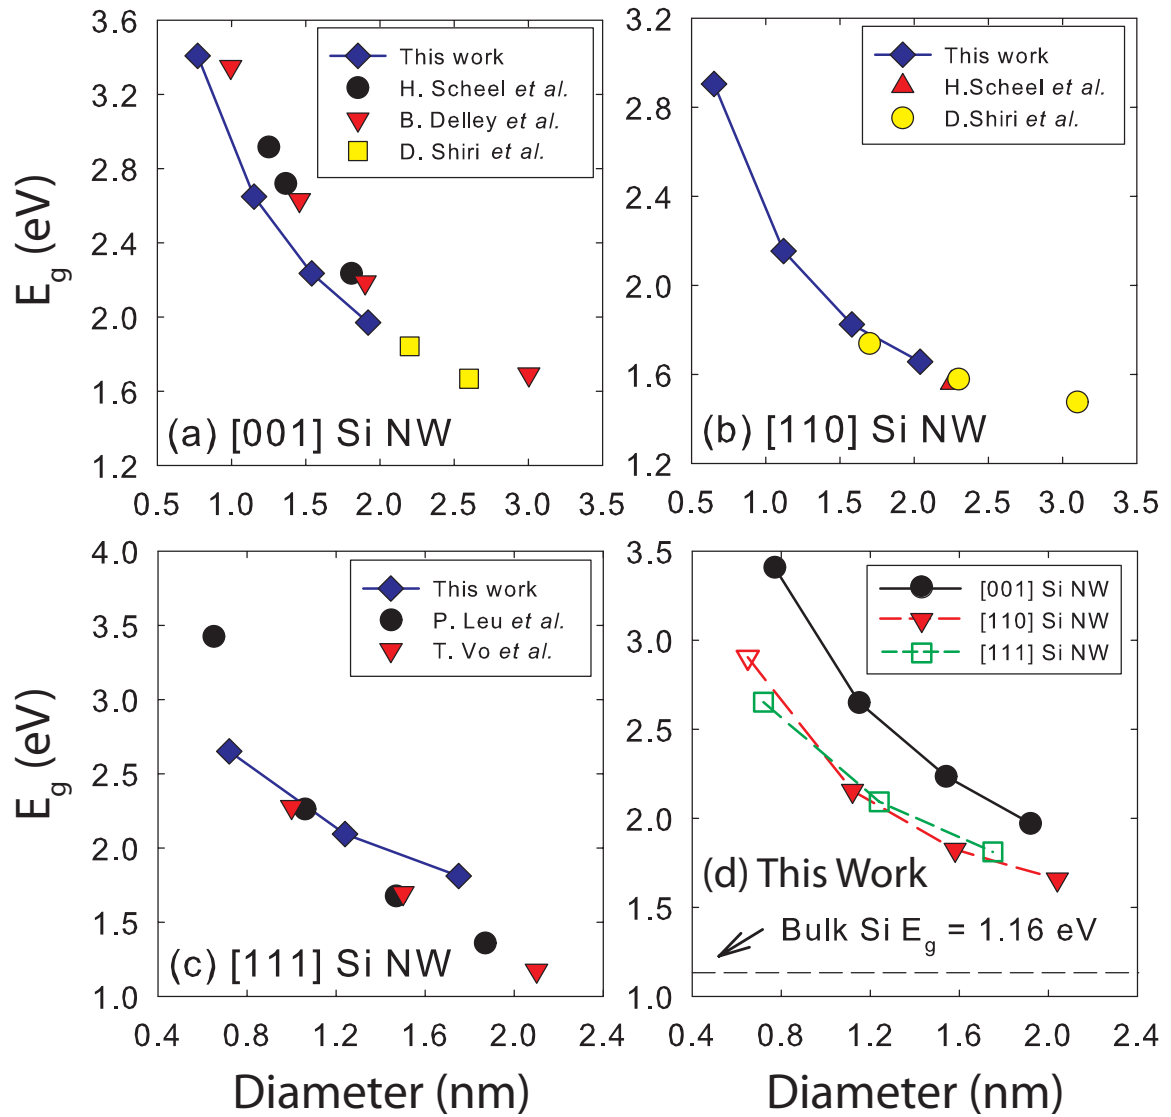 3.6
3.2
2.8
2.4
2.0
1.6
1.2
E_g (eV)
This work
H. Scheel et al.
B. Delley et al.
D. Shiri et al.
(a) [001] Si NW
0.5 1.0 1.5 2.0 2.5 3.0 3.5
3.2
2.8
2.4
2.0
1.6
1.2
This work
H.Scheel et al.
D.Shiri et al.
(b) [110] Si NW
0.5 1.0 1.5 2.0 2.5 3.0 3.5
4.0
3.5
3.0
2.5
2.0
1.5
1.0
E_g (eV)
This work
P. Leu et al.
T. Vo et al.
(c) [111] Si NW
0.4 0.8 1.2 1.6 2.0 2.4
Diameter (nm)
3.5
3.0
2.5
2.0
1.5
1.0
[001] Si NW
[110] Si NW
[111] Si NW
(d) This Work
Bulk Si E_g = 1.16 eV
0.4 0.8 1.2 1.6 2.0 2.4
Diameter (nm)